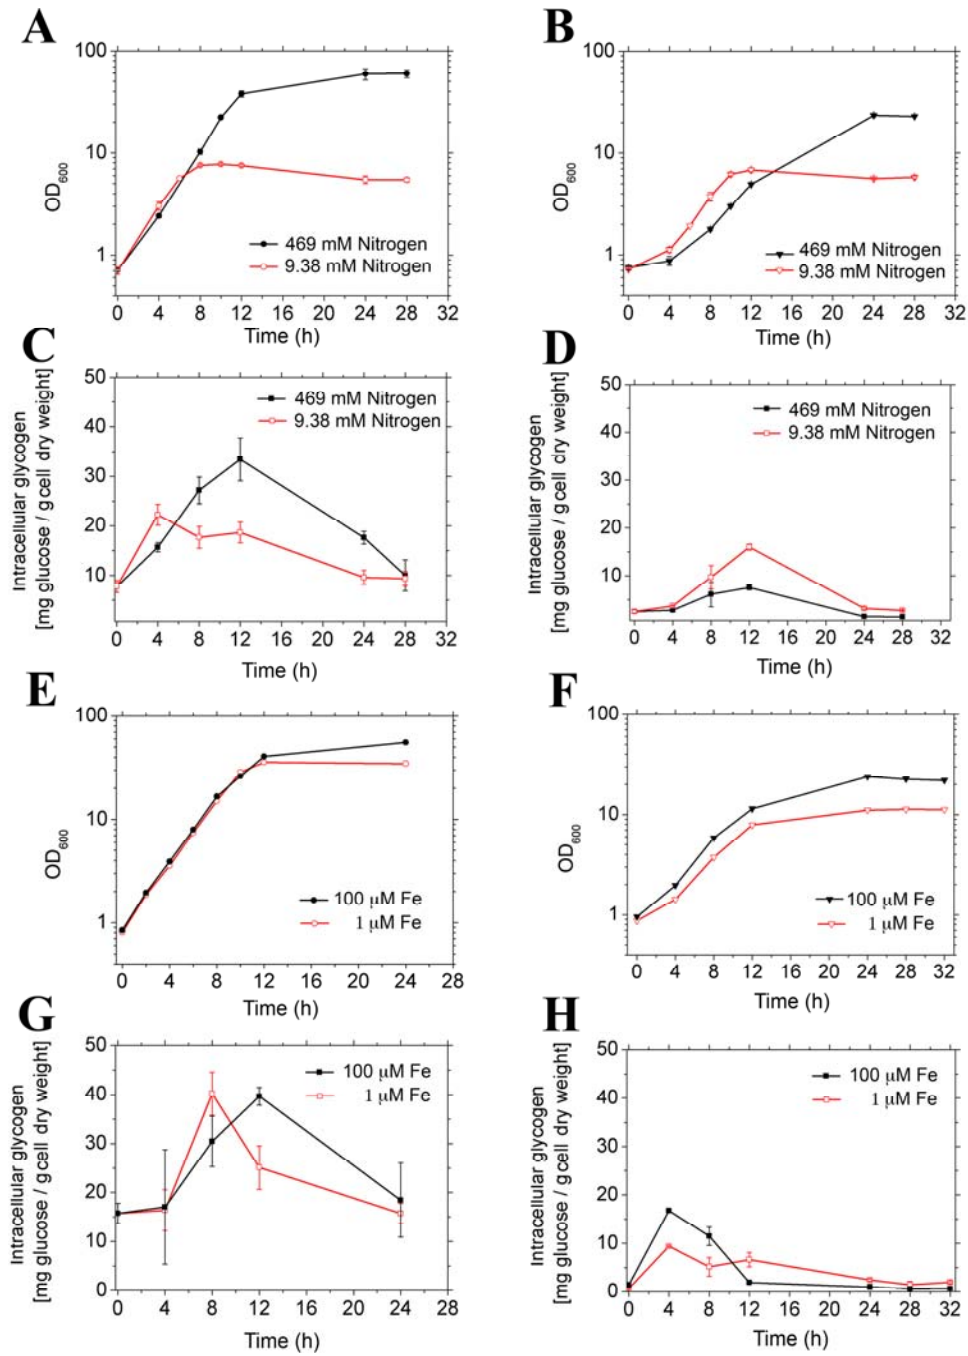 A
100
10
1
OD600
469 mM Nitrogen
9.38 mM Nitrogen
0 4 8 12 16 20 24 28 32
Time (h)
B
100
10
1
OD600
469 mM Nitrogen
9.38 mM Nitrogen
0 4 8 12 16 20 24 28 32
Time (h)
C
50
40
30
20
10
Intracellular glycogen
[mg glucose / g cell dry weight]
469 mM Nitrogen
9.38 mM Nitrogen
0 4 8 12 16 20 24 28 32
Time (h)
D
50
40
30
20
10
Intracellular glycogen
[mg glucose / g cell dry weight]
469 mM Nitrogen
9.38 mM Nitrogen
0 4 8 12 16 20 24 28 32
Time (h)
E
100
10
1
OD600
100 µM Fe
1 µM Fe
0 4 8 12 16 20 24 28
Time (h)
F
100
10
1
OD600
100 µM Fe
1 µM Fe
0 4 8 12 16 20 24 28 32
Time (h)
G
50
40
30
20
10
0
Intracellular glycogen
[mg glucose / g cell dry weight]
100 µM Fe
1 µM Fe
0 4 8 12 16 20 24 28
Time (h)
H
50
40
30
20
10
0
Intracellular glycogen
[mg glucose / g cell dry weight]
100 µM Fe
1 µM Fe
0 4 8 12 16 20 24 28 32
Time (h)